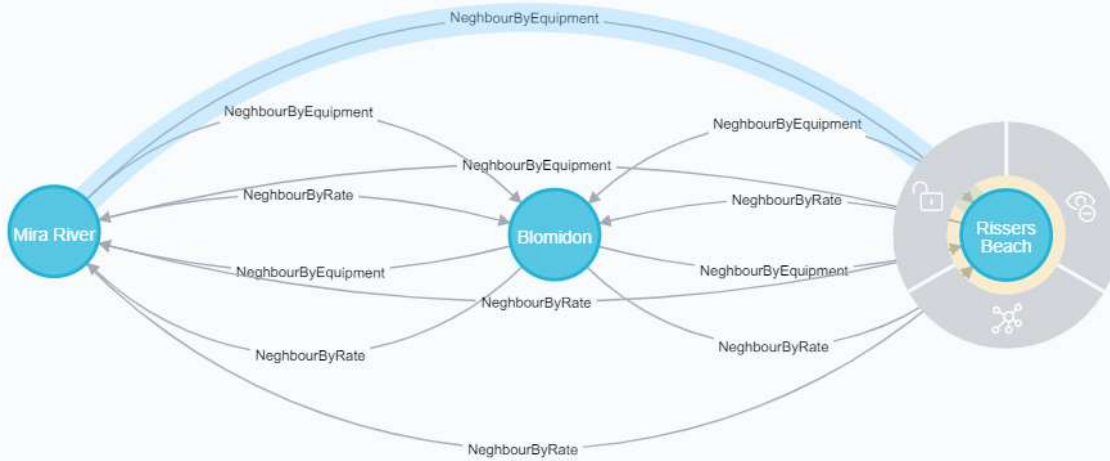 NeghbourByEquipment
NeghbourByEquipment
NeghbourByEquipment
NeghbourByEquipment
NeghbourByRate
NeghbourByRate
Mira River
Blomidon
Rissers
Beach
NeghbourByEquipment
NeghbourByEquipment
NeghbourByRate
NeghbourByRate
NeghbourByRate
NeghbourByRate